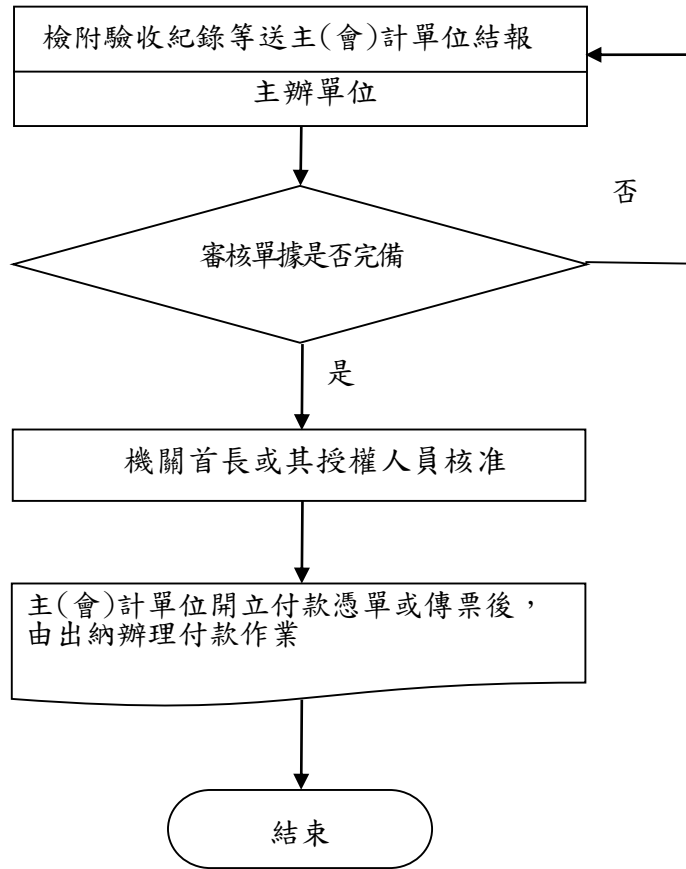 檢附驗收紀錄等送主(會)計單位結報
主辦單位
否
審核單據是否完備
是
機關首長或其授權人員核准
主(會)計單位開立付款憑單或傳票後，
由出納辦理付款作業
結束